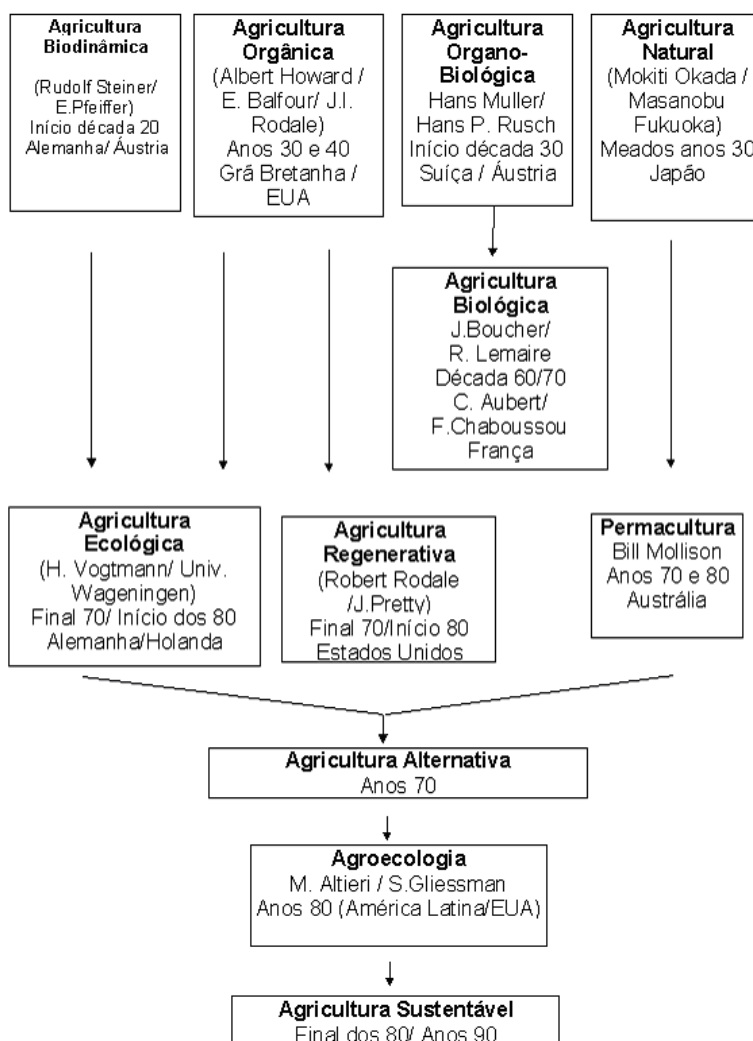 Agricultura
Biodinâmica
(Rudolf Steiner/
E.Pfeiffer)
Início década 20
Alemanha/ Áustria
Agricultura
Orgânica
(Albert Howard /
E. Balfour/ J.I.
Rodale)
Anos 30 e 40
Grã Bretanha /
EUA
Agricultura
Organo-
Biológica
Hans Muller/
Hans P. Rusch
Início década 30
Suíça / Áustria
Agricultura
Natural
(Mokiti Okada /
Masanobu
Fukuoka)
Meados anos 30
Japão
Agricultura
Biológica
J.Boucher/
R. Lemaire
Década 60/70
C. Aubert/
F.Chaboussou
França
Agricultura
Ecológica
(H. Vogtmann/ Univ.
Wageningen)
Final 70/ Início dos 80
Alemanha/Holanda
Agricultura
Regenerativa
(Robert Rodale
/J.Pretty)
Final 70/Início 80
Estados Unidos
Permacultura
Bill Mollison
Anos 70 e 80
Austrália
Agricultura Alternativa
Anos 70
Agroecologia
M. Altieri / S.Gliessman
Anos 80 (América Latina/EUA)
Agricultura Sustentável
Final dos 80/ Anos 90